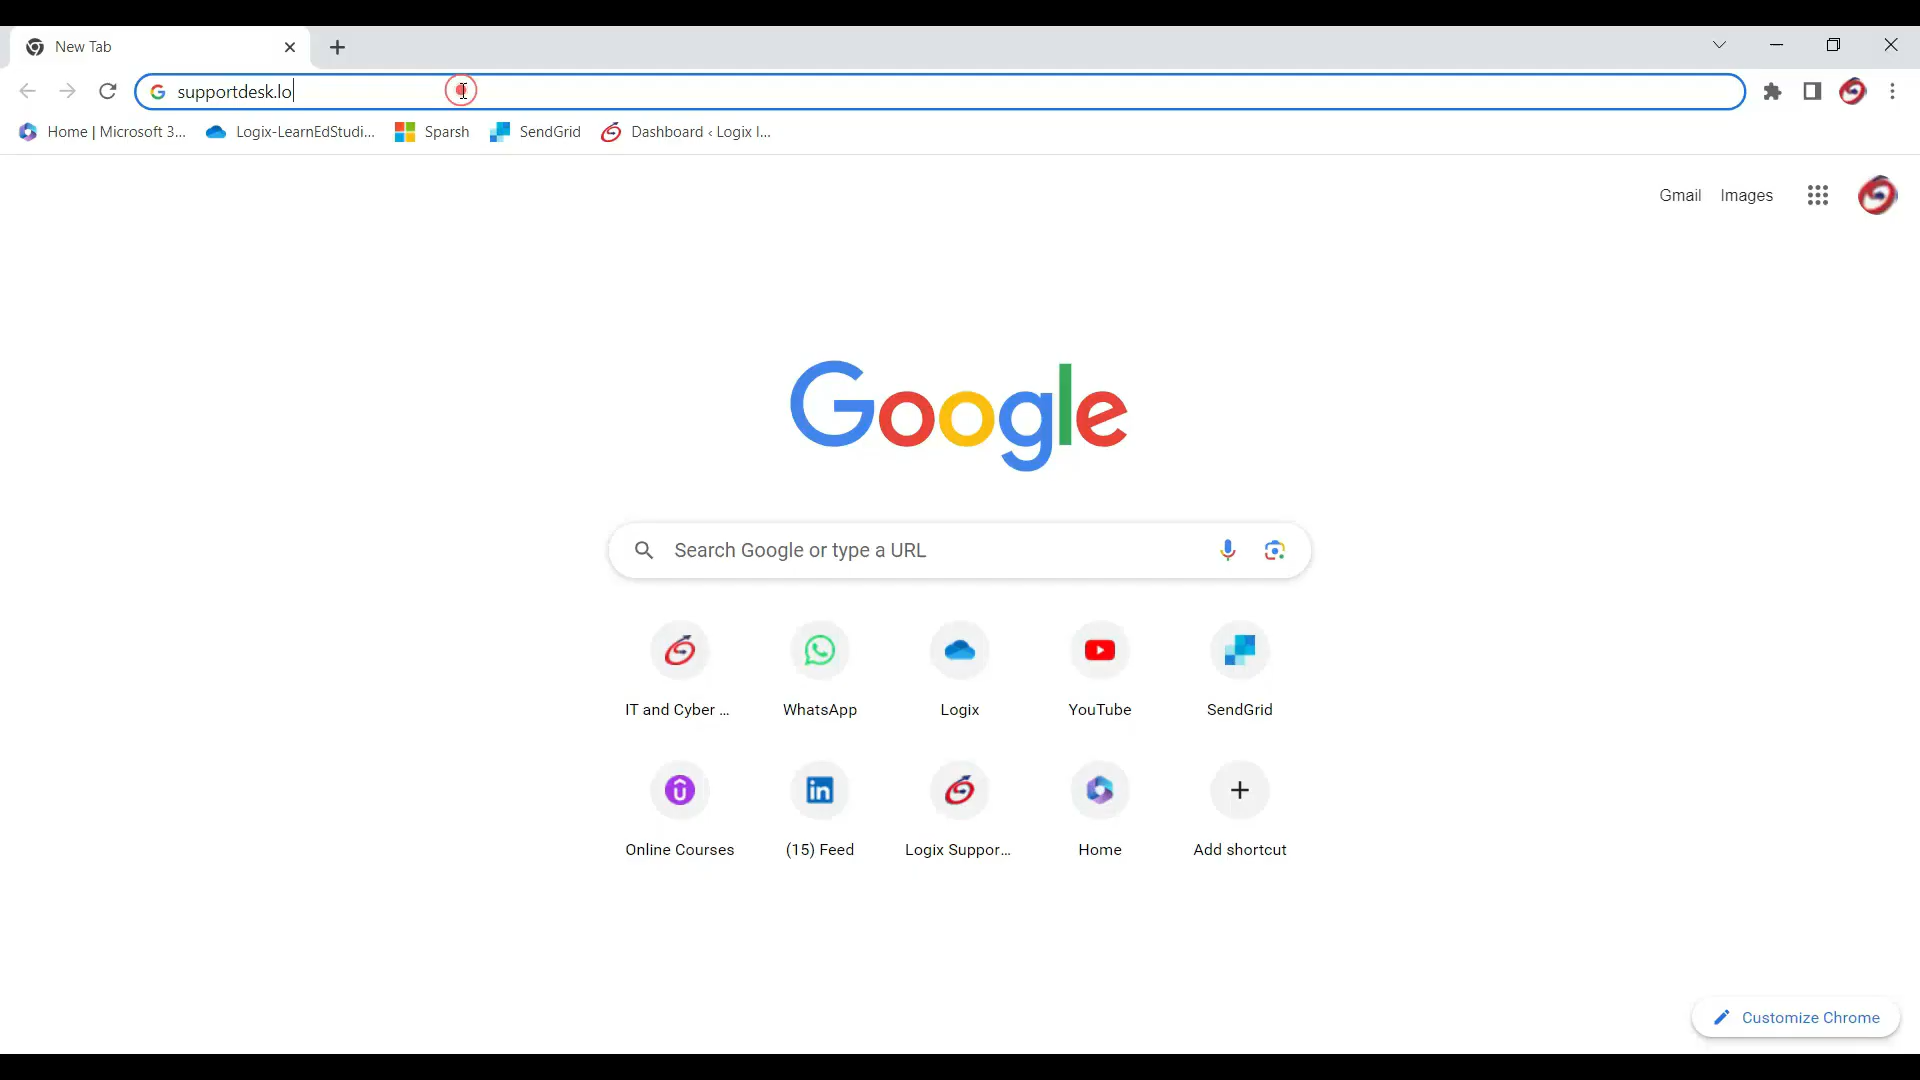 New Tab
supportdesk.lo
Home | Microsoft 3...
Logix-LearnEdStudi...
Sparsh
SendGrid
Dashboard ‹ Logix I...
Gmail
Images
Google
Search Google or type a URL
IT and Cyber ...
WhatsApp
Logix
YouTube
SendGrid
Online Courses
(15) Feed
Logix Suppor...
Home
Add shortcut
Customize Chrome